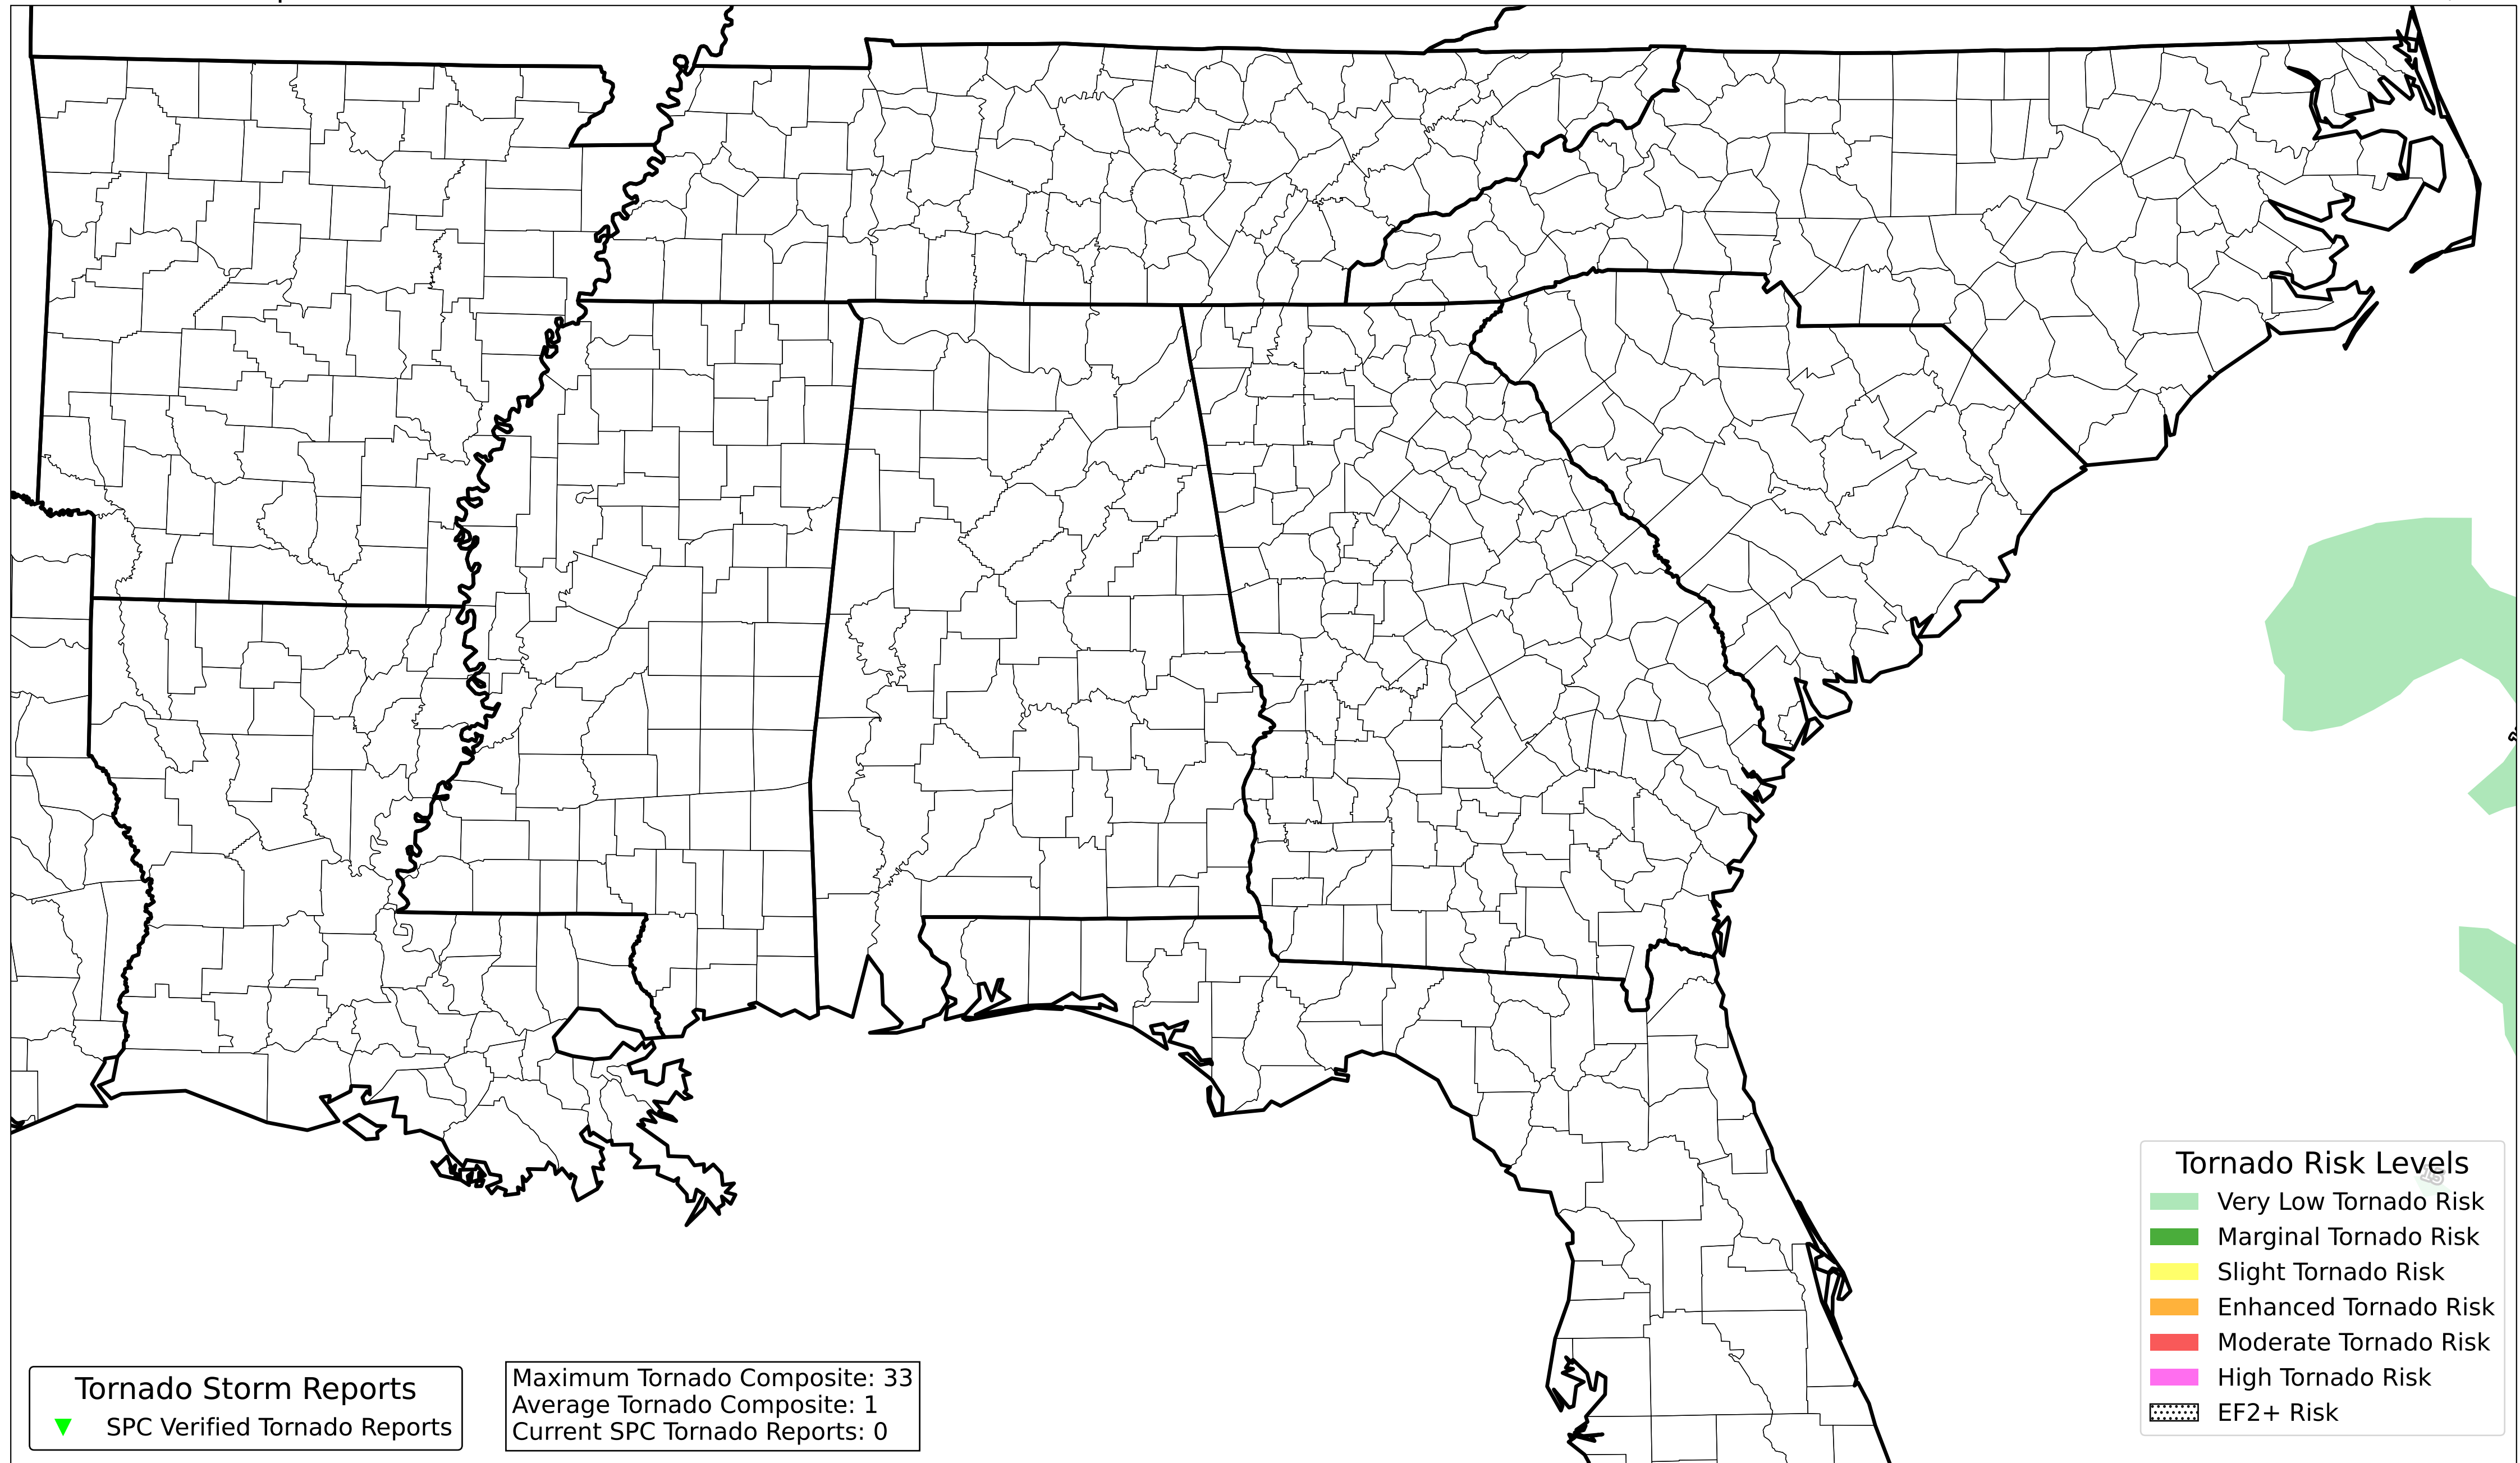 Tornado Risk Levels
15
Very Low Tornado Risk
Marginal Tornado Risk
Slight Tornado Risk
Enhanced Tornado Risk
Moderate Tornado Risk
High Tornado Risk
EF2+ Risk
Tornado Storm Reports
SPC Verified Tornado Reports
Maximum Tornado Composite: 33
Average Tornado Composite: 1
Current SPC Tornado Reports: 0